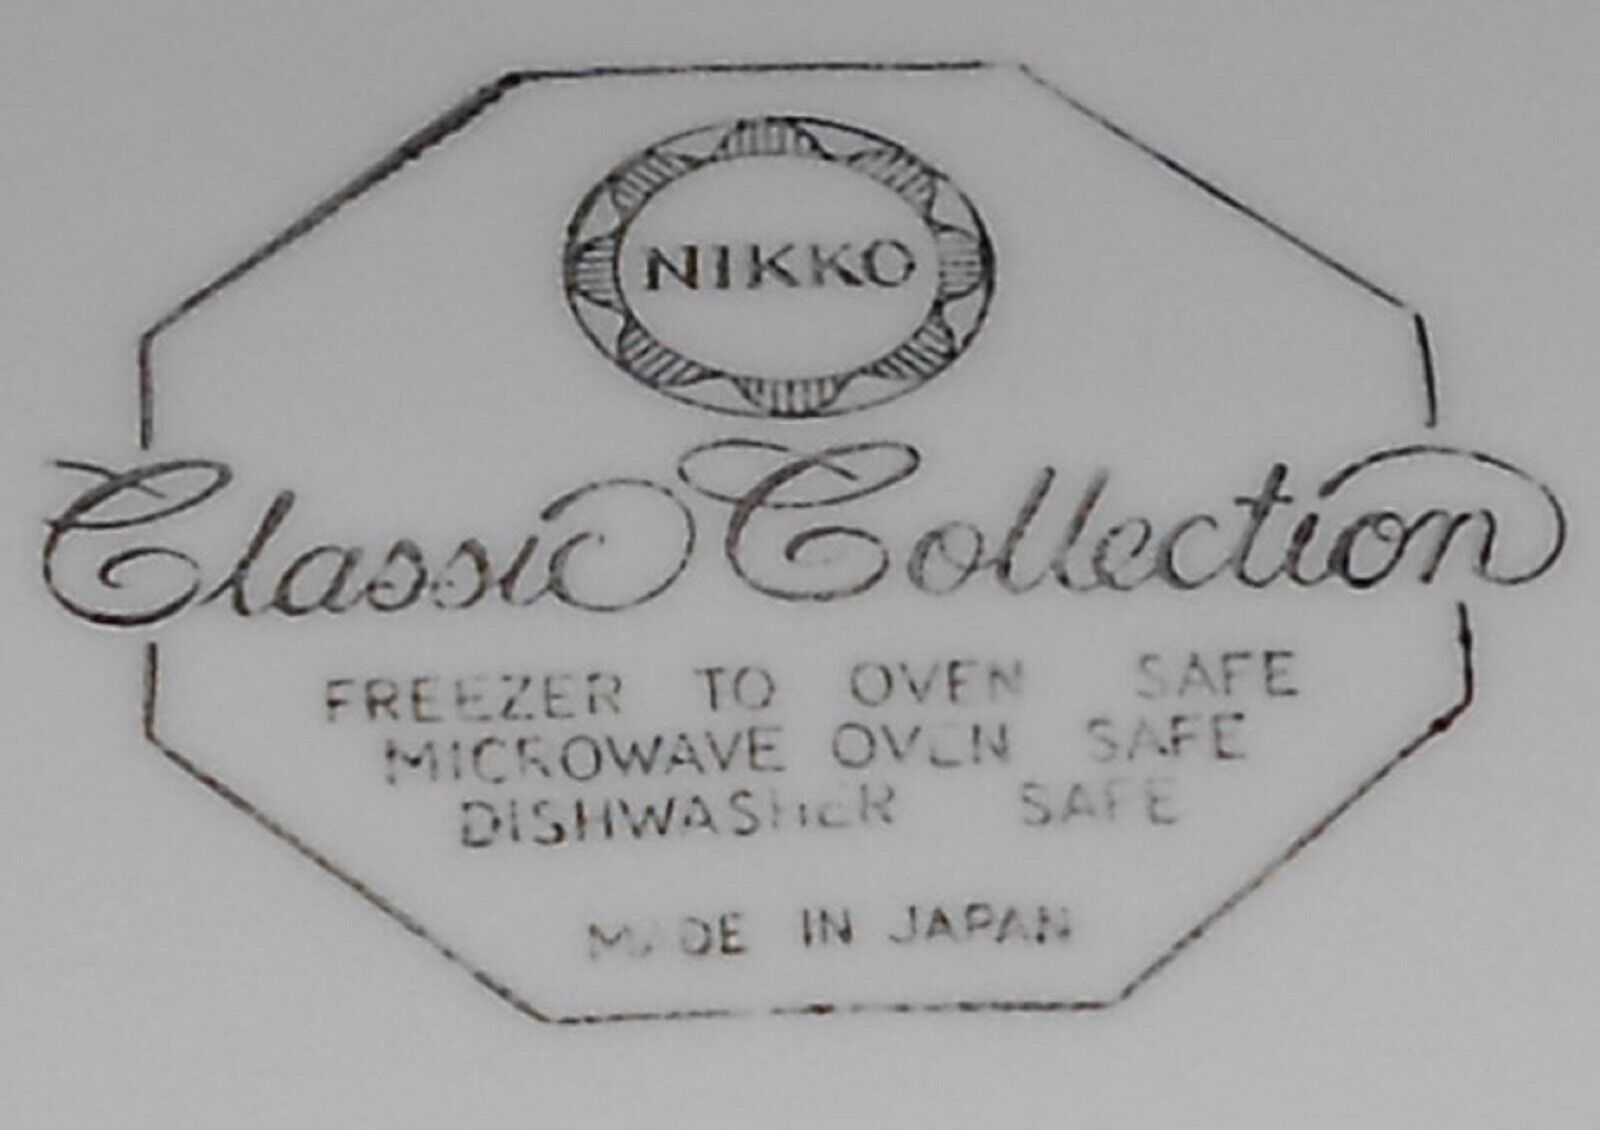 NIKKO
Classic Collection
FREEZER TO OVEN SAFE
MICROWAVE OVEN SAFE
DISHWASHER SAFE
MADE IN JAPAN